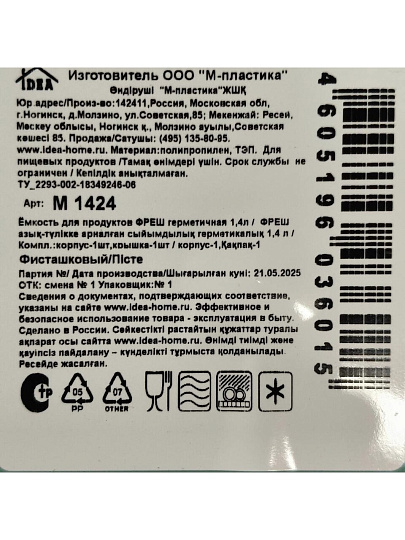 IDEA
Изготовитель ООО "М-пластика"
Өндіруші "М-пластика"ЖШҚ
Юр.адрес/Произ-во:142411,Россия, Московская обл,
г.Ногинск, д.Молзино, ул.Советская,85; Мекенжай: Ресей,
Мәскеу облысы, Ногинск қ., Молзино ауылы,Советская
көшесі 85. Продажа/Сатушы: (495) 135-80-95.
www.idea-home.ru. Материал:полипропилен, ТЭП. Для
пищевых продуктов /Тамақ өнімдері үшін. Срок службы не
ограничен / Кепілдік анықталмаған.
ТУ_2293-002-18349246-06
Арт: М 1424
Ёмкость для продуктов ФРЕШ герметичная 1,4л / ФРЕШ
азық-түлікке арналған сыйымдылық герметикалық 1,4 л /
Компл.:корпус-1шт,крышка-1шт / корпус-1,Қақпақ-1
Фисташковый/Пісте
Партия №/ Дата производства/Шығарылған күні: 21.05.2025
ОТК: смена № 1 Упаковщик:№ 1
Сведения о документах, подтверждающих соответствие,
указаны на сайте www.idea-home.ru. Эффективное и
безопасное использование товара - эксплуатация в быту.
Сделано в России. Сәйкестікті растайтын құжаттар туралы
ақпарат осы сайтта www.idea-home.ru. Өнімді тиімді және
қауіпсіз пайдалану – күнделікті тұрмыста қолданылады.
Ресейде жасалған.
05
PP
07
OTHER
4 605196 036015